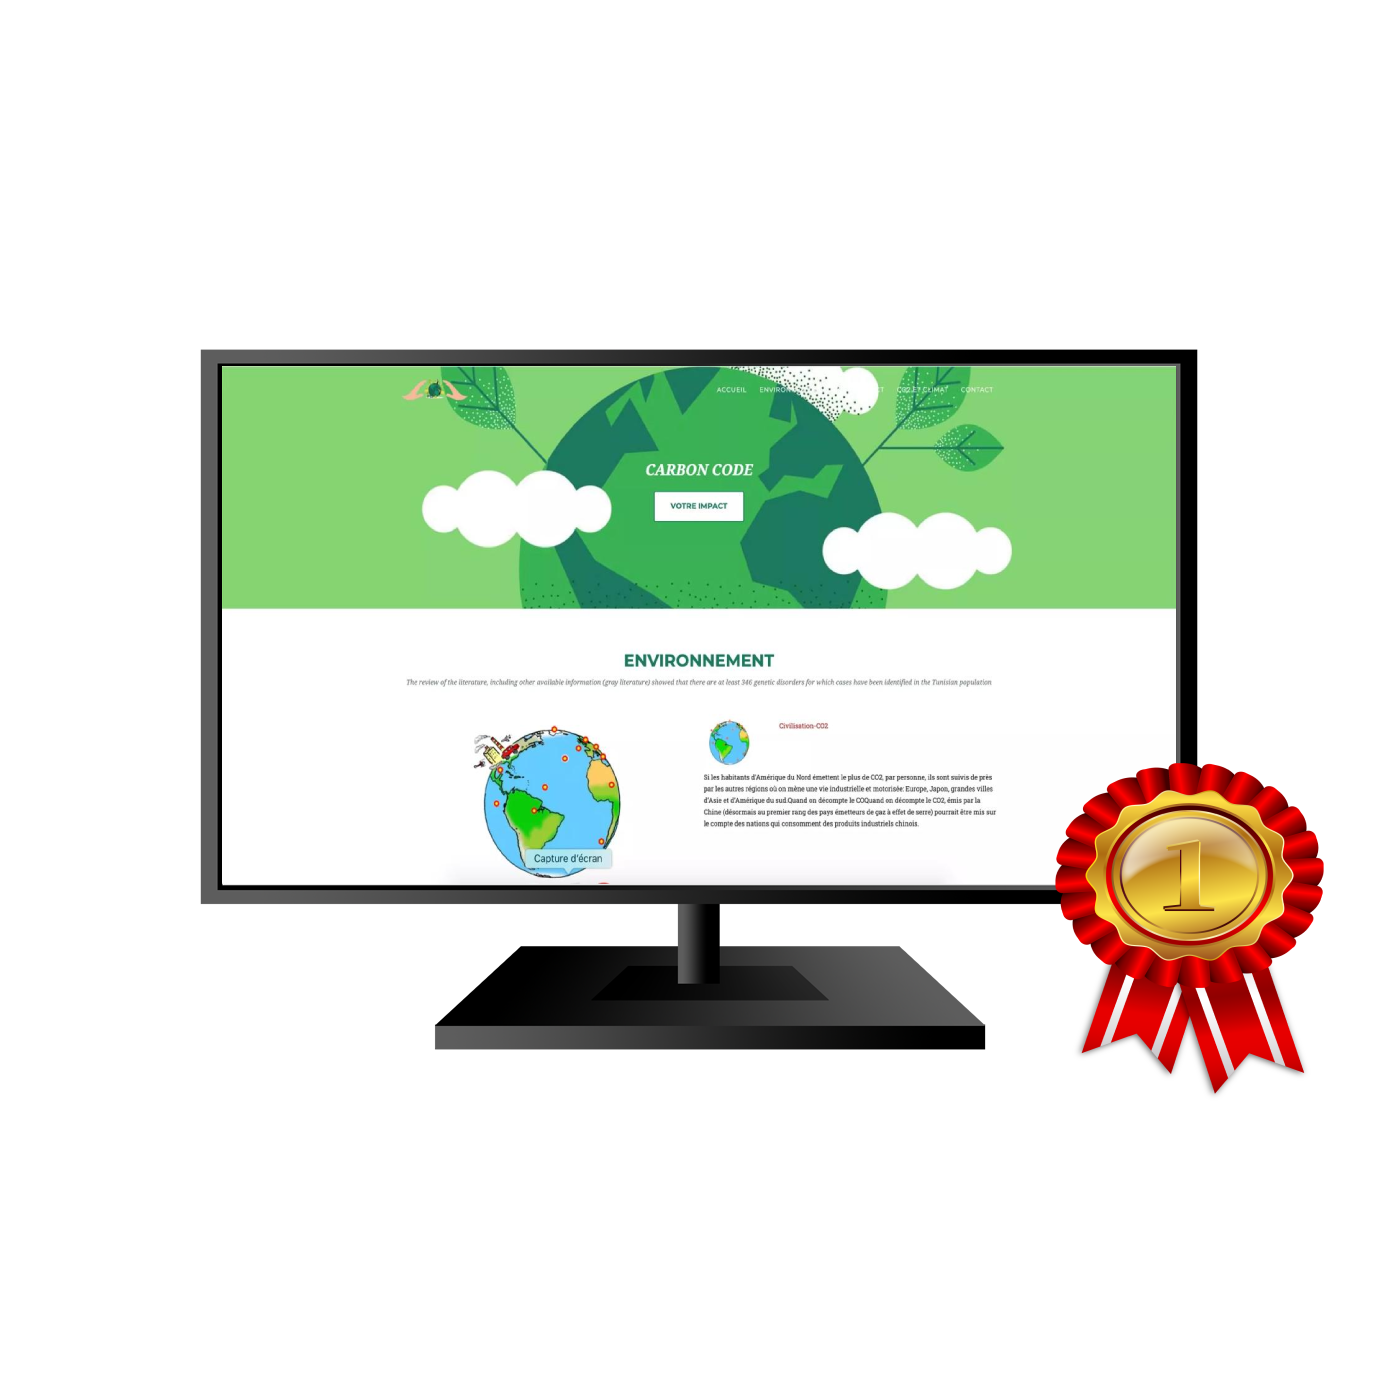 ACCUEIL CO2 ET CLIMAT CONTACT
CARBON CODE
VOTRE IMPACT
ENVIRONNEMENT
The review of the literature, including other available information (gray literature) showed that there are at least 346 genetic disorders for which cases have been identified in the Tunisian population
Civilisation-CO2
Si les habitants d'Amérique du Nord émettent le plus de CO2, par personne, ils sont suivis de près
par les autres régions où on mène une vie industrielle et motorisée: Europe, Japon, grandes villes
d'Asie et d'Amérique du sud.Quand on décompte le COQuand on décompte le CO2, émis par la
Chine (désormais au premier rang des pays émetteurs de gaz à effet de serre) pourrait être mis sur
le compte des nations qui consomment des produits industriels chinois.
Capture d'écran
1